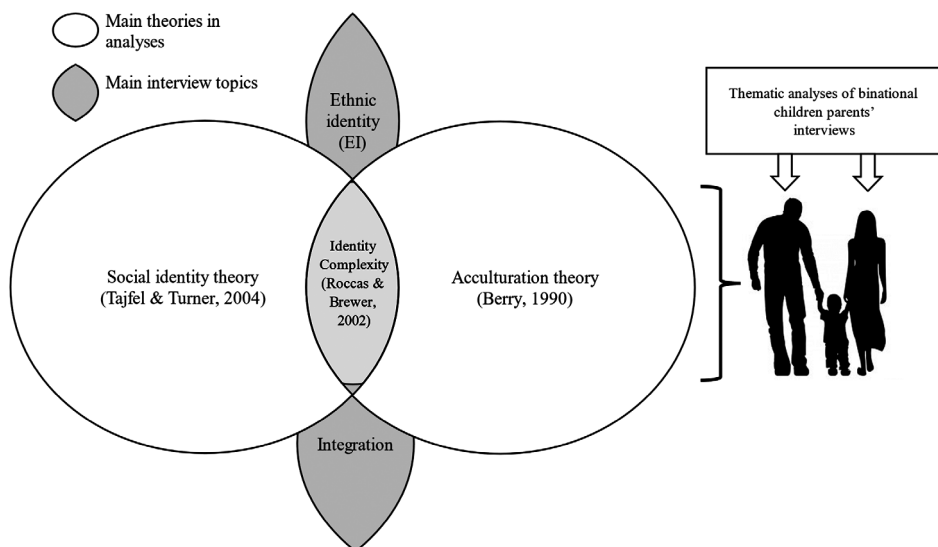 Main theories in
analyses
Main interview topics
Ethnic
identity
(EI)
Social identity theory
(Tajfel & Turner, 2004)
Identity
Complexity
(Roccas &
Brewer,
2002)
Acculturation theory
(Berry, 1990)
Integration
Thematic analyses of binational
children parents’
interviews